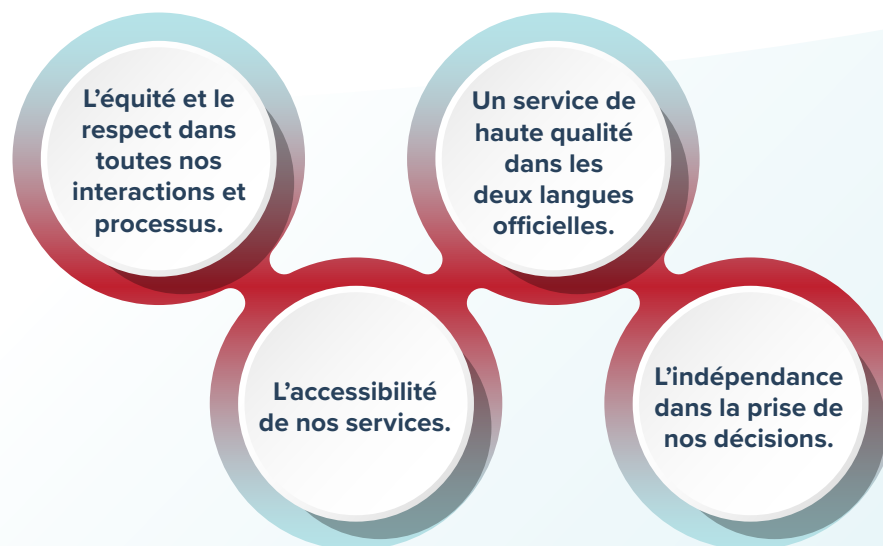 L’équité et le
respect dans
toutes nos
interactions et
processus.
Un service de
haute qualité
dans les
deux langues
officielles.
L’accessibilité
de nos services.
L’indépendance
dans la prise de
nos décisions.